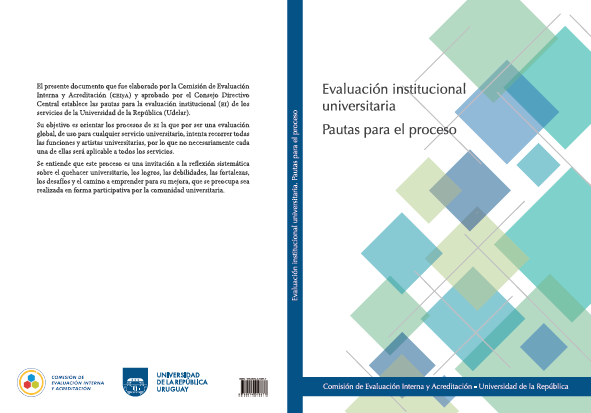 El presente documento que fue elaborado por la Comisión de Evaluación
Interna y Acreditación (CEIyA) y aprobado por el Consejo Directivo
Central establece las pautas para la evaluación institucional (EI) de los
servicios de la Universidad de la República (Udelar).
Su objetivo es orientar los procesos de EI la que por ser una evaluación
global, de uso para cualquier servicio universitario, intenta recorrer todas
las funciones y artistas universitarias, por lo que no necesariamente cada
una de ellas será aplicable a todos los servicios.
Se entiende que este proceso es una invitación a la reflexión sistemática
sobre el quehacer universitario, los logros, las debilidades, las fortalezas,
los desafíos y el camino a emprender para su mejora, que se preocupa sea
realizada en forma participativa por la comunidad universitaria.
COMISIÓN DE
EVALUACIÓN INTERNA
Y ACREDITACIÓN
UNIVERSIDAD
DE LA REPÚBLICA
URUGUAY
Evaluación institucional universitaria. Pautas para el proceso
Evaluación institucional
universitaria
Pautas para el proceso
Comisión de Evaluación Interna y Acreditación • Universidad de la República